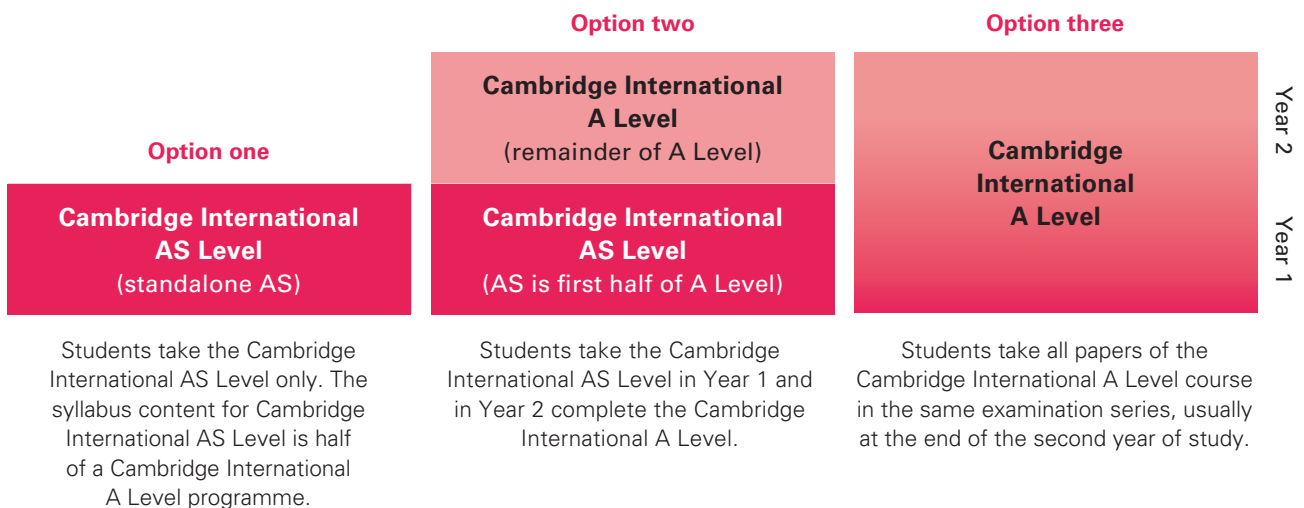 Option one
Cambridge International
AS Level
(standalone AS)
Students take the Cambridge
International AS Level only. The
syllabus content for Cambridge
International AS Level is half
of a Cambridge International
A Level programme.
Option two
Cambridge International
A Level
(remainder of A Level)
Cambridge International
AS Level
(AS is first half of A Level)
Students take the Cambridge
International AS Level in Year 1 and
in Year 2 complete the Cambridge
International A Level.
Option three
Cambridge
International
A Level
Students take all papers of the
Cambridge International A Level course
in the same examination series, usually
at the end of the second year of study.
Year 2
Year 1